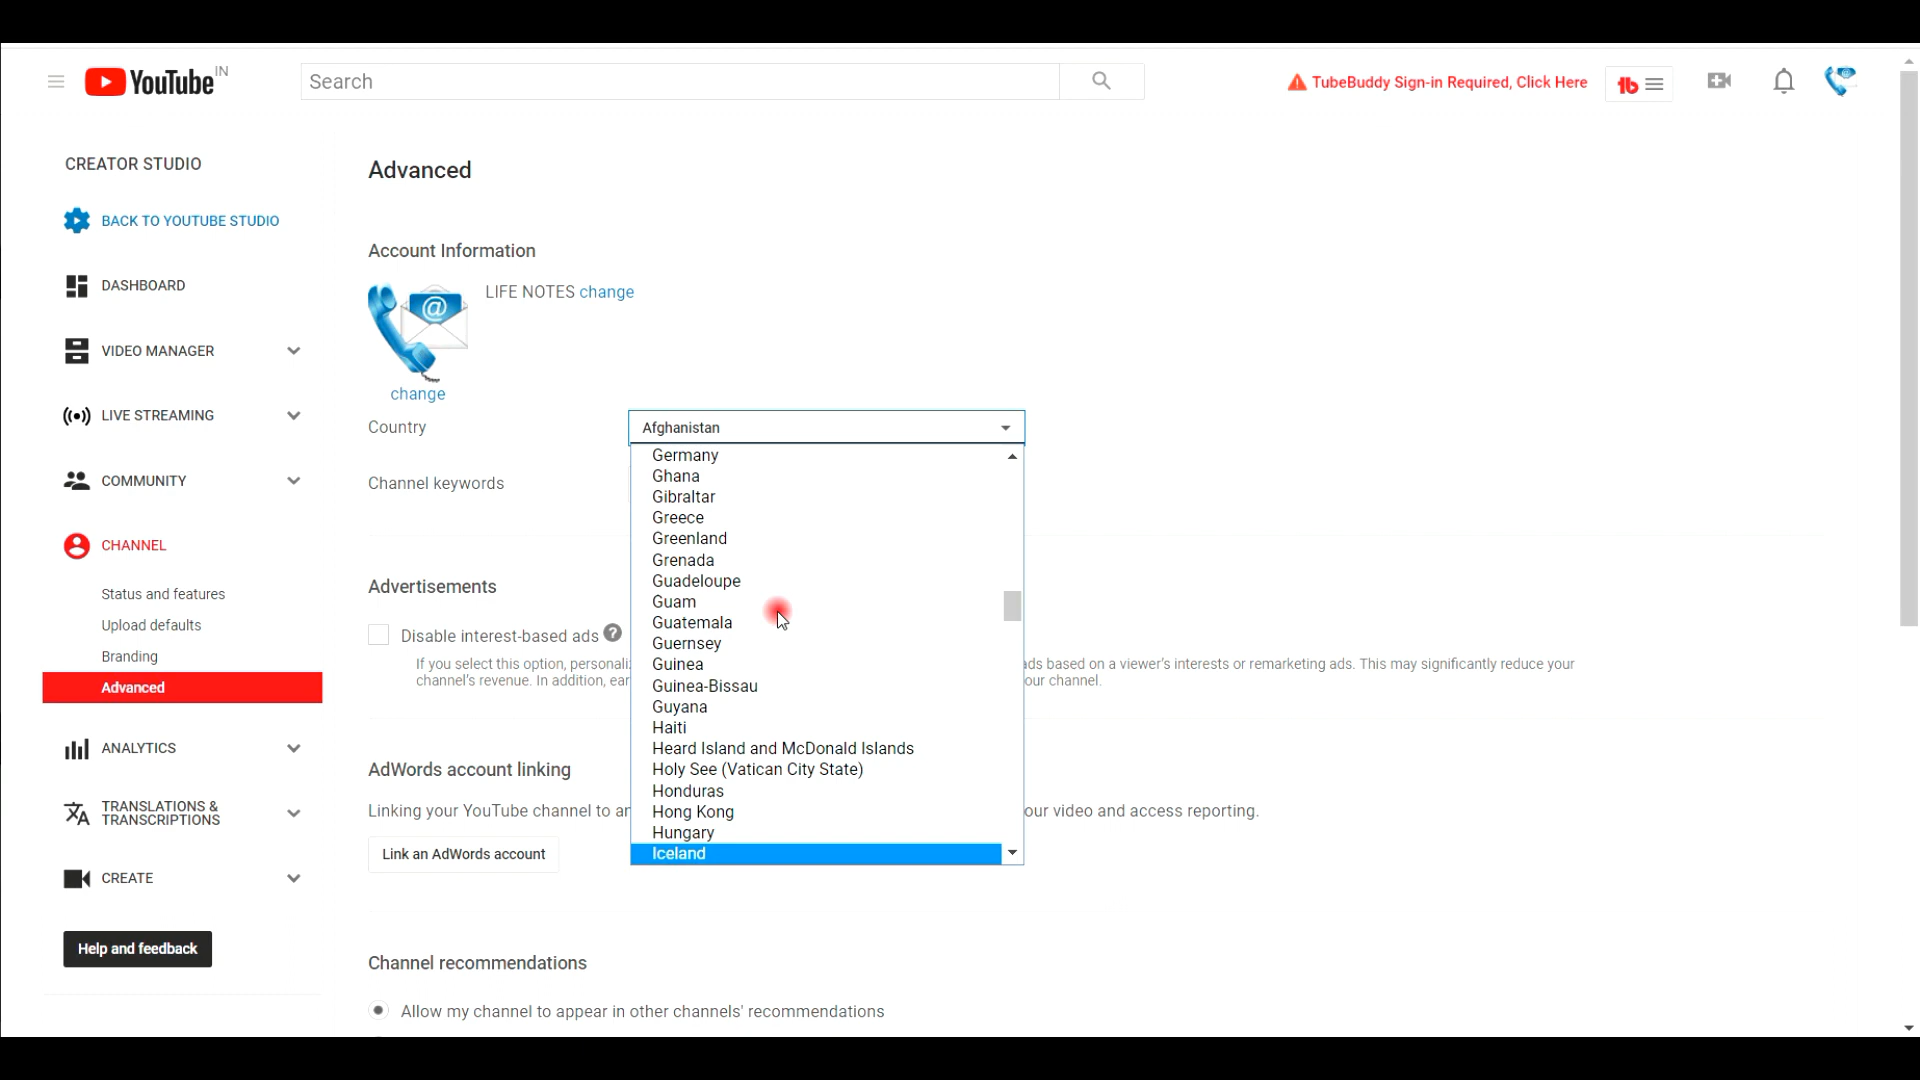 YouTube IN
Search
TubeBuddy Sign-in Required, Click Here
CREATOR STUDIO
Advanced
BACK TO YOUTUBE STUDIO
Account Information
DASHBOARD
LIFE NOTES change
VIDEO MANAGER
change
LIVE STREAMING
Country
Afghanistan
Germany
Ghana
Gibraltar
Greece
Greenland
Grenada
Guadeloupe
Guam
Guatemala
Guernsey
Guinea
Guinea-Bissau
Guyana
Haiti
Heard Island and McDonald Islands
Holy See (Vatican City State)
Honduras
Hong Kong
Hungary
Iceland
COMMUNITY
Channel keywords
CHANNEL
Status and features
Upload defaults
Branding
Advanced
Advertisements
Disable interest-based ads ?
If you select this option, personali ds based on a viewer's interests or remarketing ads. This may significantly reduce your
channel's revenue. In addition, ear our channel.
ANALYTICS
AdWords account linking
TRANSLATIONS &
TRANSCRIPTIONS
Linking your YouTube channel to an our video and access reporting.
Link an AdWords account
CREATE
Help and feedback
Channel recommendations
Allow my channel to appear in other channels' recommendations